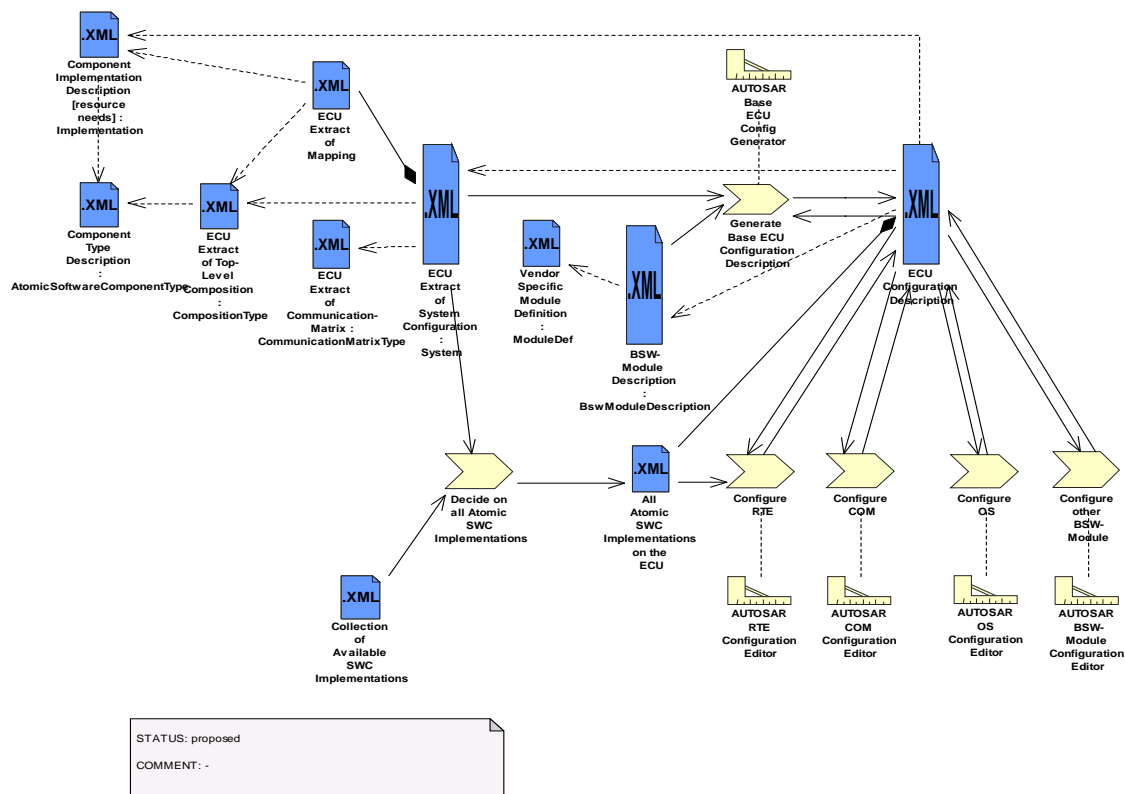 .XML
Component
Implementation
Description
[resource
needs] :
Implementation
.XML
ECU
Extract
of
Mapping
AUTOSAR
Base
ECU
Config
Generator
.XML
Component
Type
Description
:
AtomicSoftwareComponentType
.XML
ECU
Extract
of Top-
Level
Composition
:
CompositionType
.XML
ECU
Extract
of
Communication-
Matrix :
CommunicationMatrixType
.XML
ECU
Extract
of
System
Configuration
:
System
.XML
Vendor
Specific
Module
Definition
:
ModuleDef
.XML
BSW-
Module
Description
:
BswModuleDescription
Generate
Base ECU
Configuration
Description
.XML
ECU
Configuration
Description
Decide on
all Atomic
SWC
Implementations
.XML
All
Atomic
SWC
Implementations
on the
ECU
Configure
RTE
Configure
COM
Configure
OS
Configure
other
BSW-
Module
.XML
Collection
of
Available
SWC
Implementations
AUTOSAR
RTE
Configuration
Editor
AUTOSAR
COM
Configuration
Editor
AUTOSAR
OS
Configuration
Editor
AUTOSAR
BSW-
Module
Configuration
Editor
STATUS: proposed
COMMENT: -